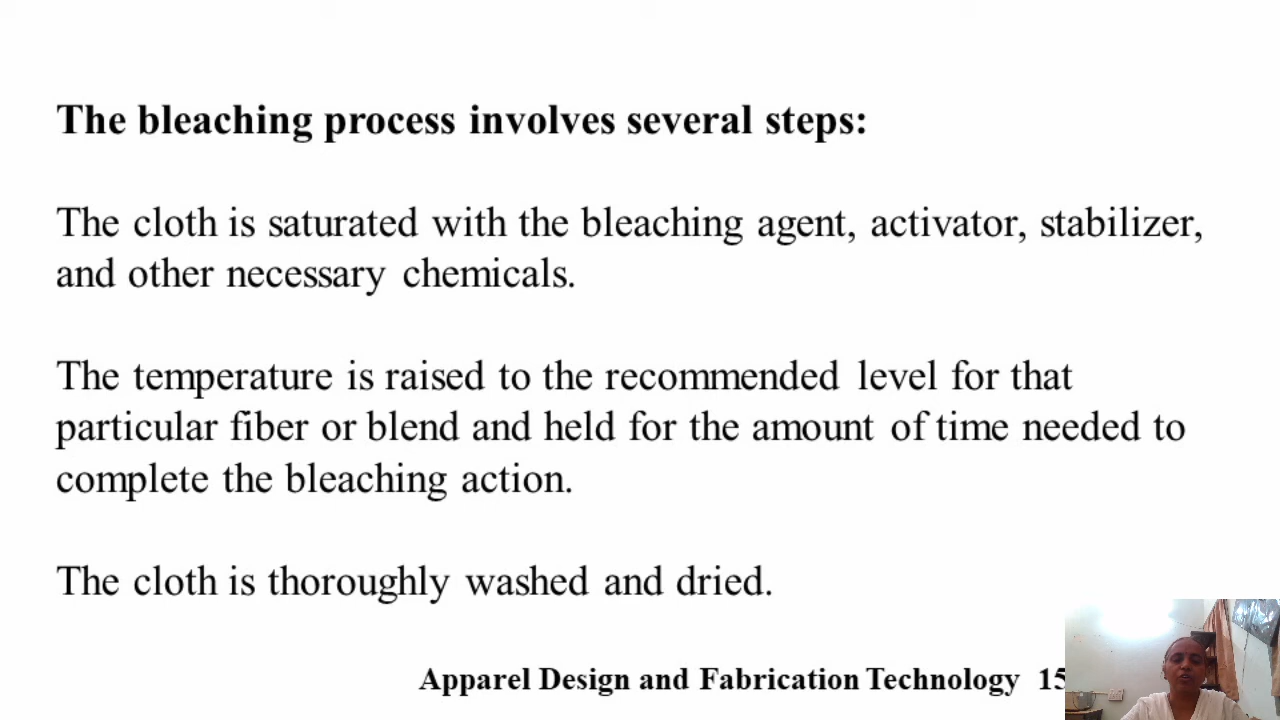 The bleaching process involves several steps:
The cloth is saturated with the bleaching agent, activator, stabilizer,
and other necessary chemicals.
The temperature is raised to the recommended level for that
particular fiber or blend and held for the amount of time needed to
complete the bleaching action.
The cloth is thoroughly washed and dried.
Apparel Design and Fabrication Technology 15